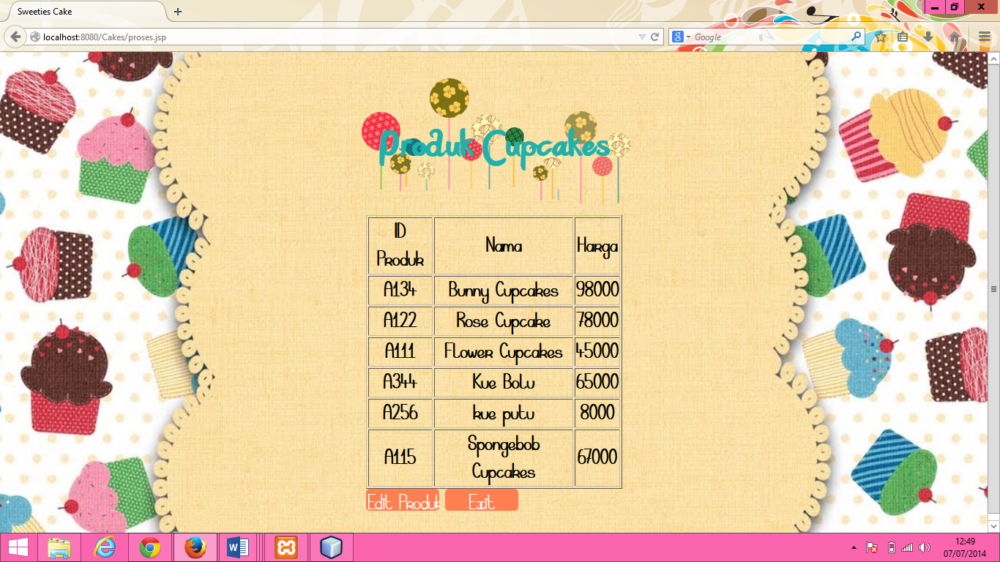 Sweeties Cake
localhost:8080/Cakes/proses.jsp
Google
Produk Cupcakes
ID Produk Nama Harga
A134 Bunny Cupcakes 98000
A122 Rose Cupcake 78000
A111 Flower Cupcakes 45000
A344 Kue Bolu 65000
A256 kue putu 8000
A115 Spongebob Cupcakes 67000
Edit Produk Exit
12:49
07/07/2014